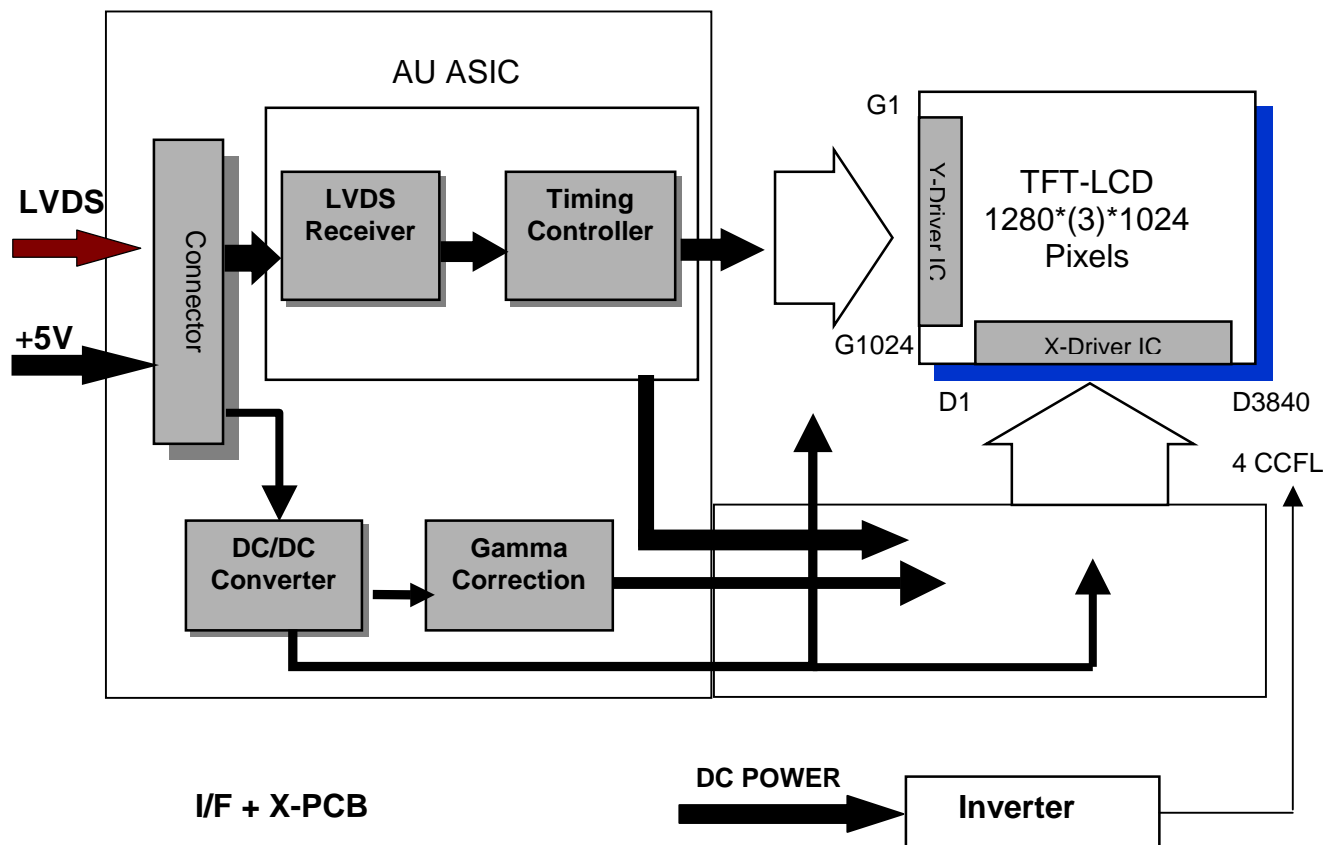 AU ASIC
G1
LVDS
Connector
LVDS
Receiver
Timing
Controller
Y-Driver IC
TFT-LCD
1280*(3)*1024
Pixels
+5V
G1024
X-Driver IC
D1
D3840
4 CCFL
DC/DC
Converter
Gamma
Correction
DC POWER
I/F + X-PCB
Inverter